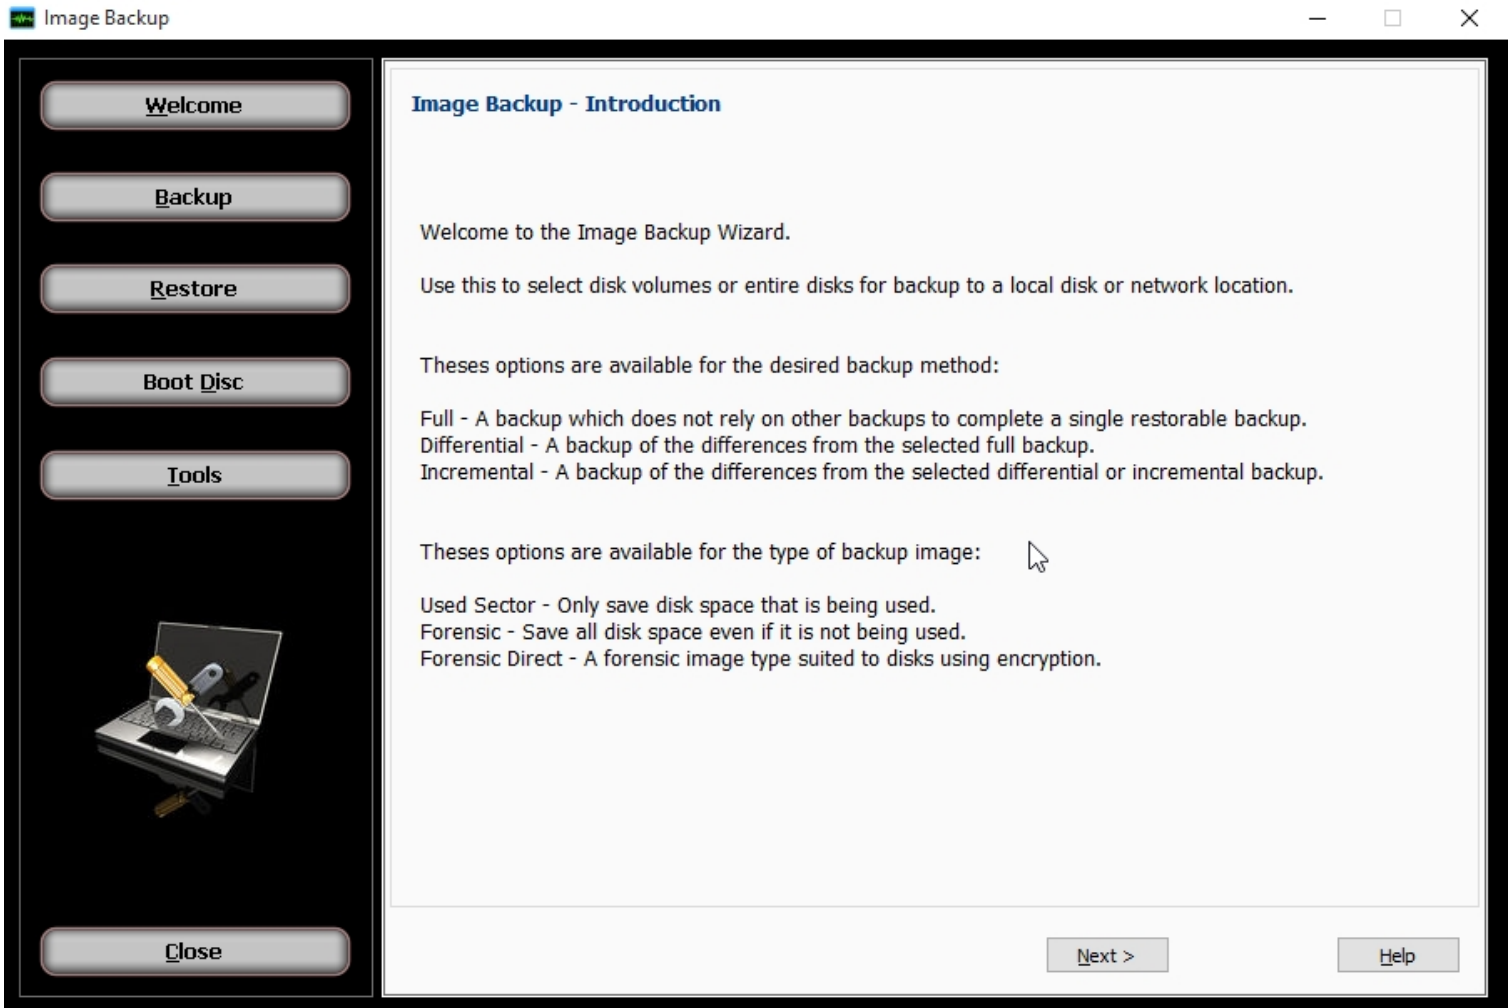 Image Backup
Welcome
Backup
Restore
Boot Disc
Tools
Close
Image Backup - Introduction
Welcome to the Image Backup Wizard.
Use this to select disk volumes or entire disks for backup to a local disk or network location.
Theses options are available for the desired backup method:
Full - A backup which does not rely on other backups to complete a single restorable backup.
Differential - A backup of the differences from the selected full backup.
Incremental - A backup of the differences from the selected differential or incremental backup.
Theses options are available for the type of backup image:
Used Sector - Only save disk space that is being used.
Forensic - Save all disk space even if it is not being used.
Forensic Direct - A forensic image type suited to disks using encryption.
Next >
Help